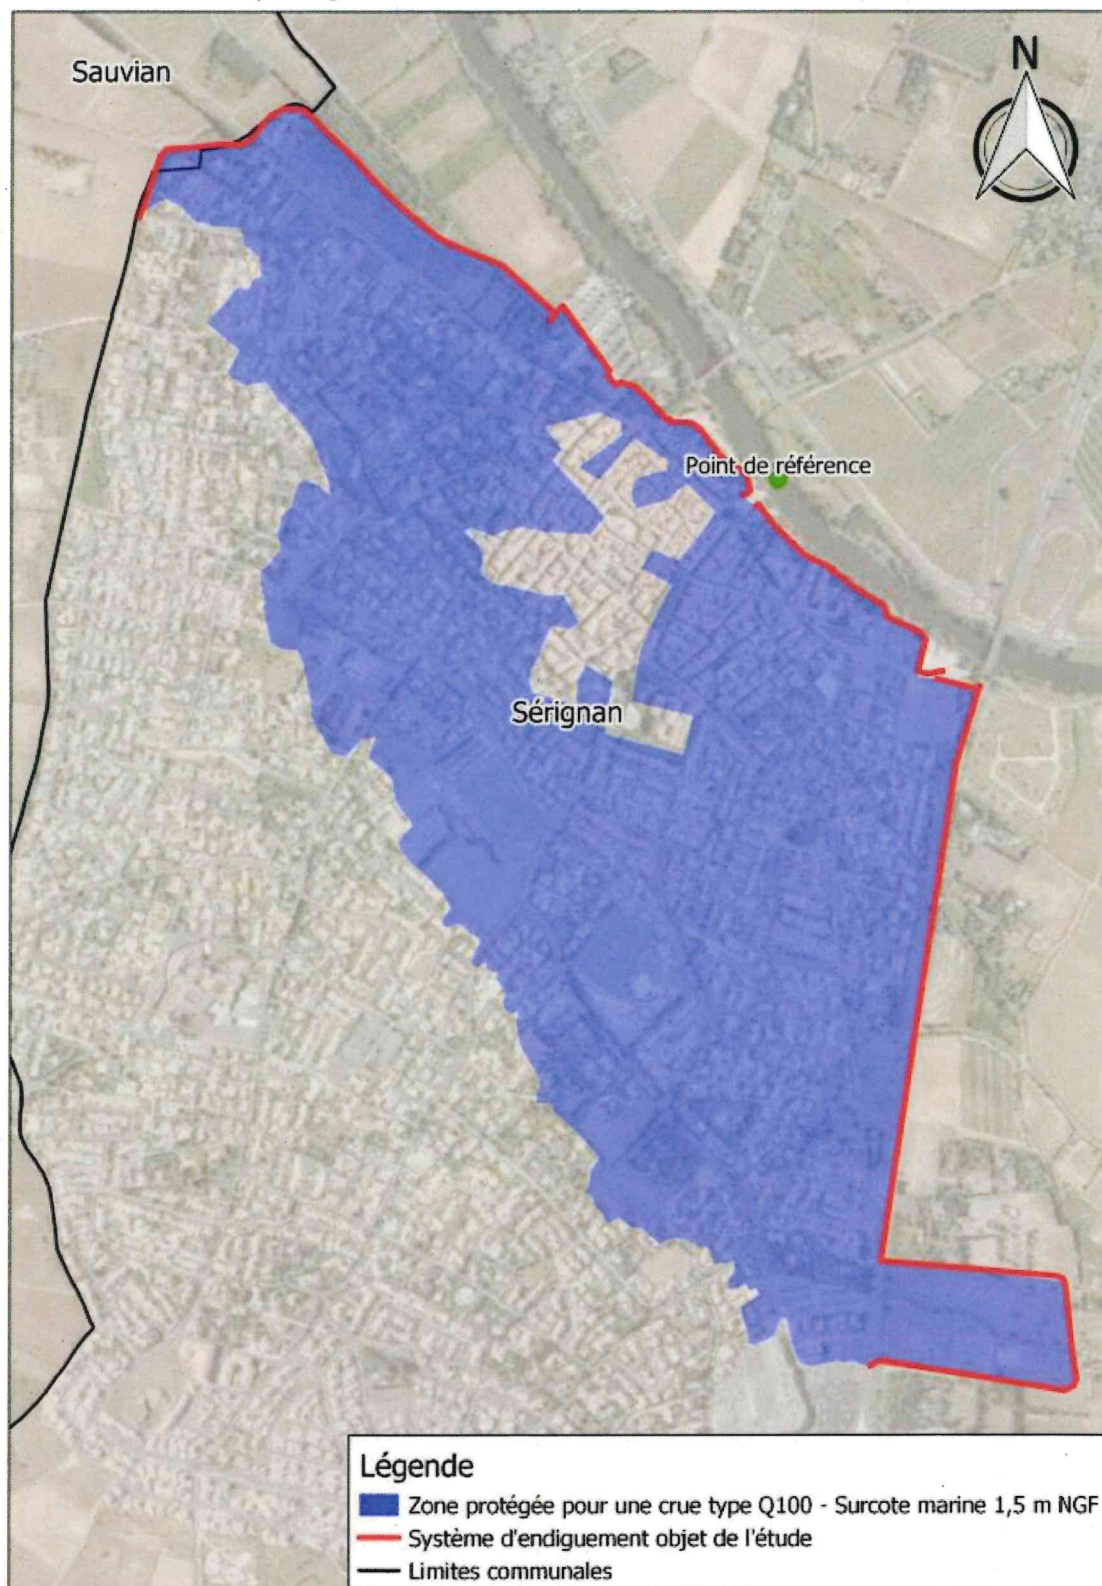 Sauvian
N
Point de référence
Sérignan
Légende
Zone protégée pour une crue type Q100 - Surcote marine 1,5 m NGF
Système d'endiguement objet de l'étude
Limites communales